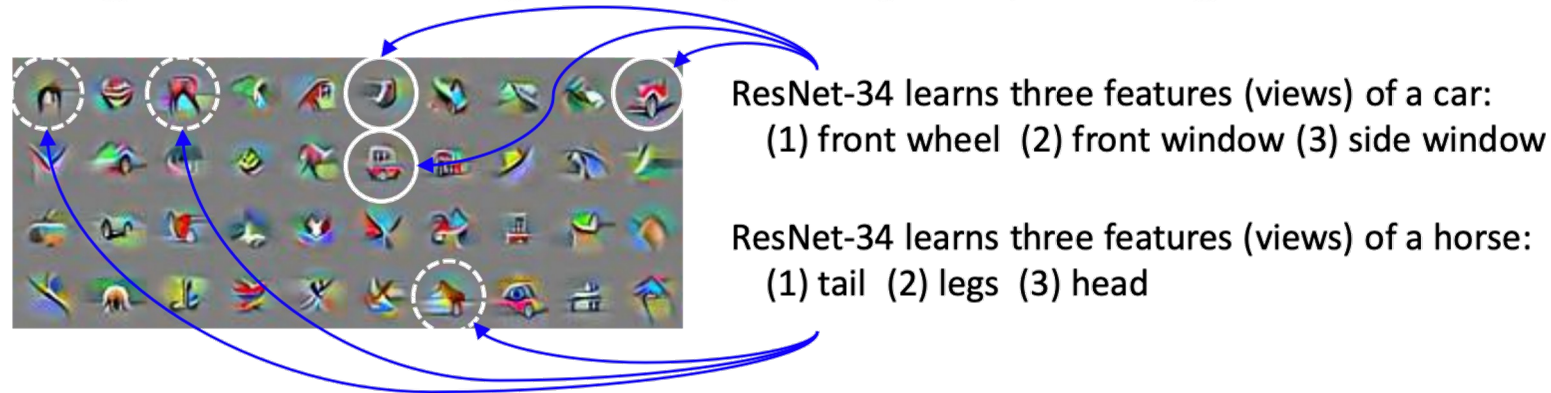 ResNet-34 learns three features (views) of a car:
(1) front wheel (2) front window (3) side window
ResNet-34 learns three features (views) of a horse:
(1) tail (2) legs (3) head